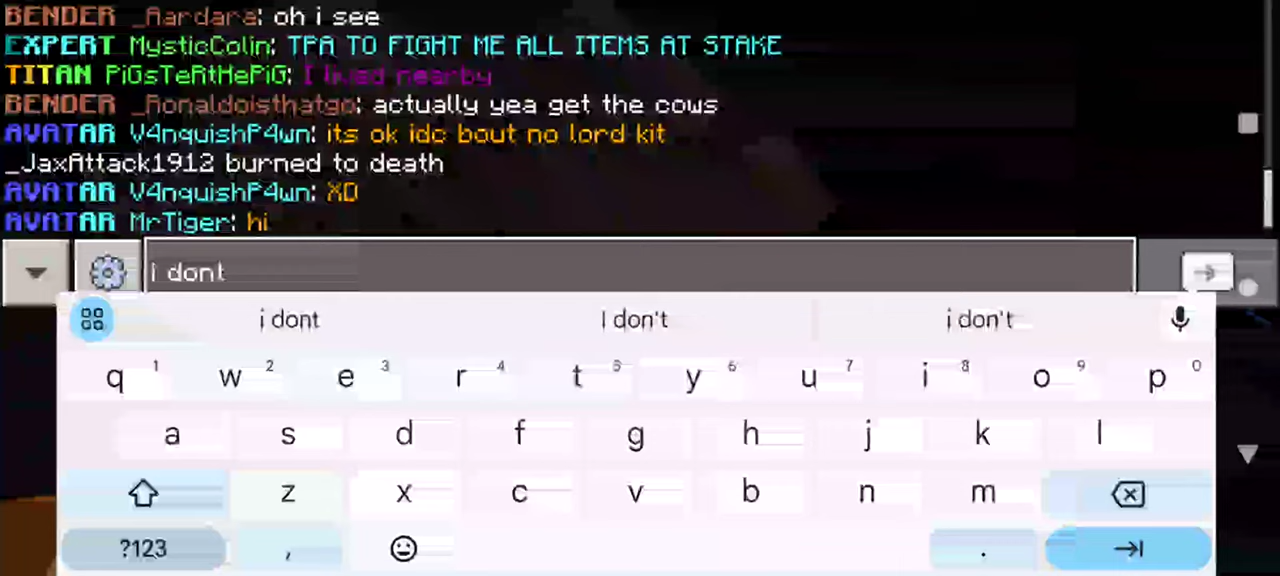 BENDER _Aardara: oh i see
EXPERT MysticColin: TPA TO FIGHT ME ALL ITEMS AT STAKE
TITAN PiGsTeRtHePiG: I lived nearby
BENDER _Ronaldoisthatgo: actually yea get the cows
AVATAR V4nquishP4wn: its ok idc bout no lord kit
_JaxAttack1912 burned to death
AVATAR V4nquishP4wn: XD
AVATAR MrTiger: hi
i dont
i dont I don't i don't
q 1 w 2 e 3 r 4 t 5 y 6 u 7 i 8 o 9 p 0
a s d f g h j k l
z x c v b n m
?123 , .